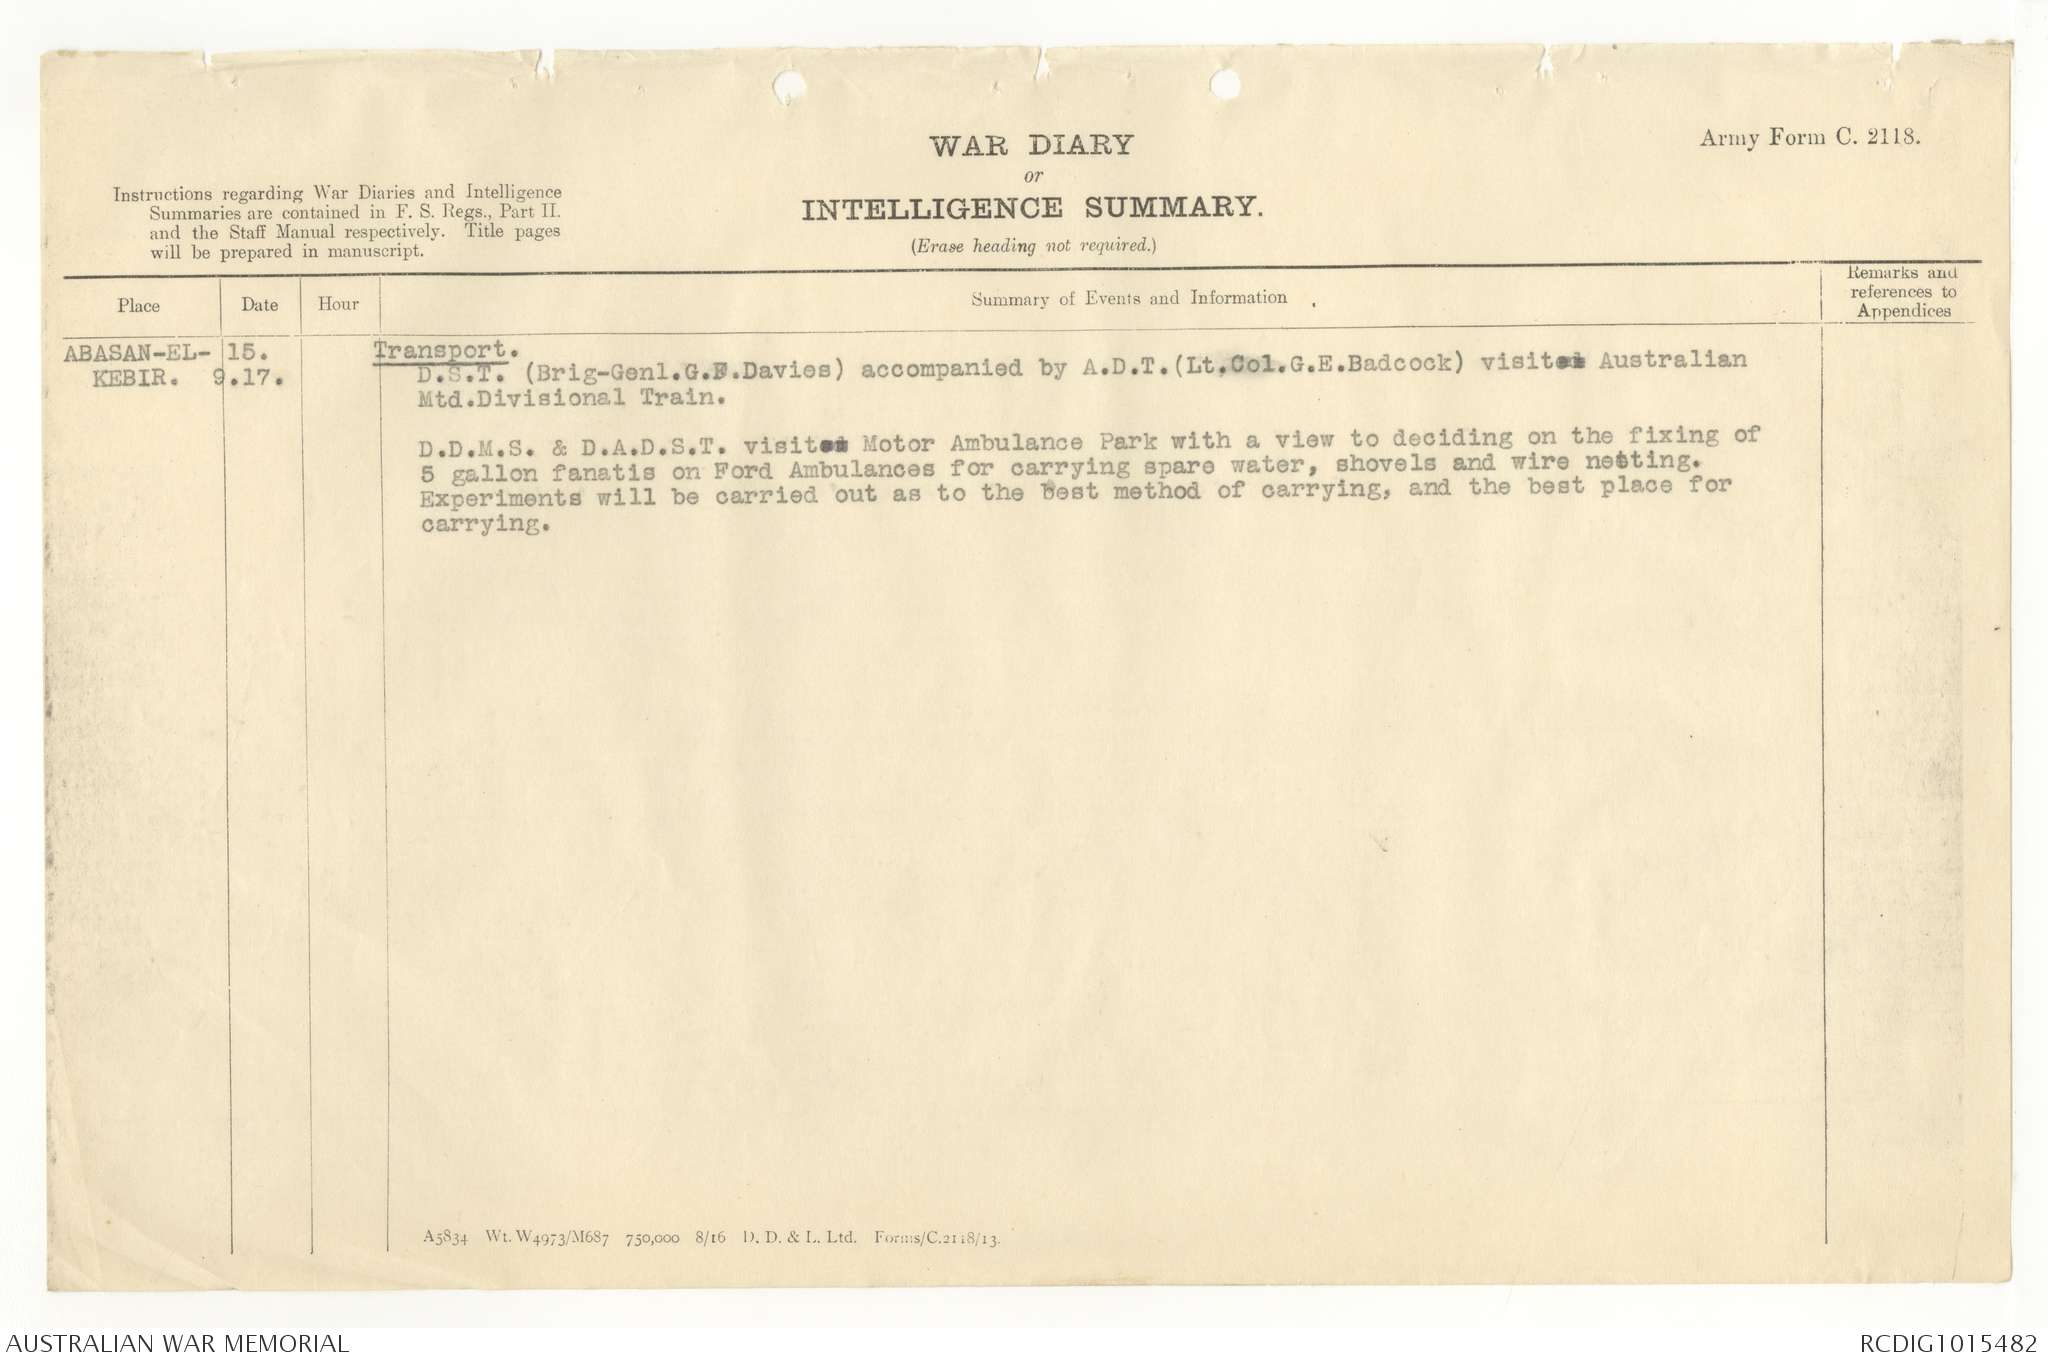 WAR DIARY
or
INTELLIGENCE SUMMARY.
(Erase heading not required.)
Army Form C. 2118.
Instructions regarding War Diaries and Intelligence
Summaries are contained in F. S. Regs., Part II.
and the Staff Manual respectively. Title pages
will be prepared in manuscript.
Place Date Hour Summary of Events and Information Remarks and
references to
Appendices
ABASAN-EL- 15. Transport.
KEBIR. 9.17. D.S.T. (Brig-Genl.G.F.Davies) accompanied by A.D.T.(Lt.Col.G.E.Badcock) visited Australian
Mtd.Divisional Train.
D.D.M.S. & D.A.D.S.T. visited Motor Ambulance Park with a view to deciding on the fixing of
5 gallon fanatis on Ford Ambulances for carrying spare water, shovels and wire netting.
Experiments will be carried out as to the best method of carrying, and the best place for
carrying.
A5834 Wt. W4973/M687 750,000 8/16 D. D. & L. Ltd. Forms/C.2118/13.
AUSTRALIAN WAR MEMORIAL RCDIG1015482